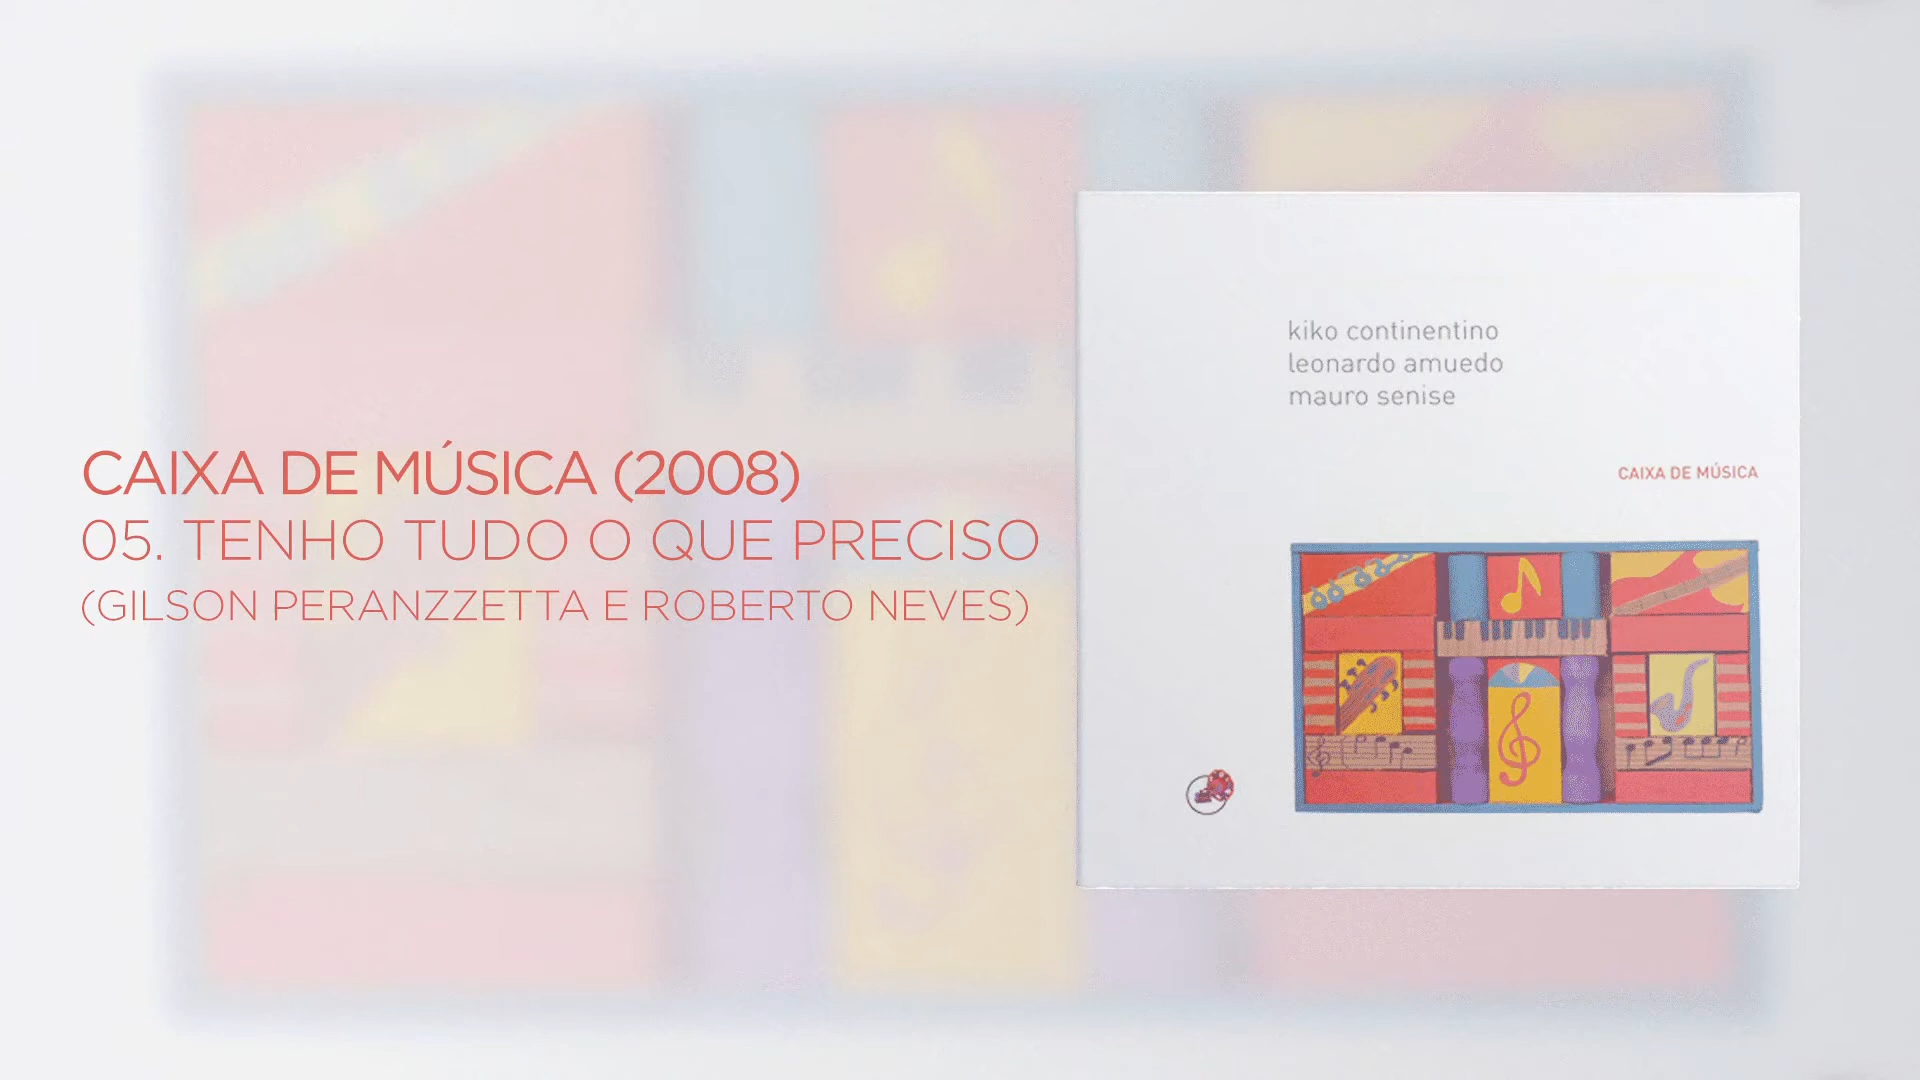 CAIXA DE MÚSICA (2008)
05. TENHO TUDO O QUE PRECISO
(GILSON PERANZZETTA E ROBERTO NEVES)
kiko continentino
leonardo amuedo
mauro senise
CAIXA DE MÚSICA